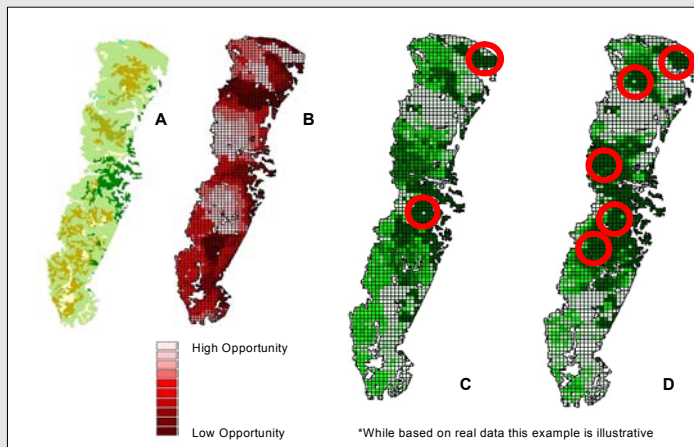 A
B
High Opportunity
Low Opportunity
C
D
*While based on real data this example is illustrative